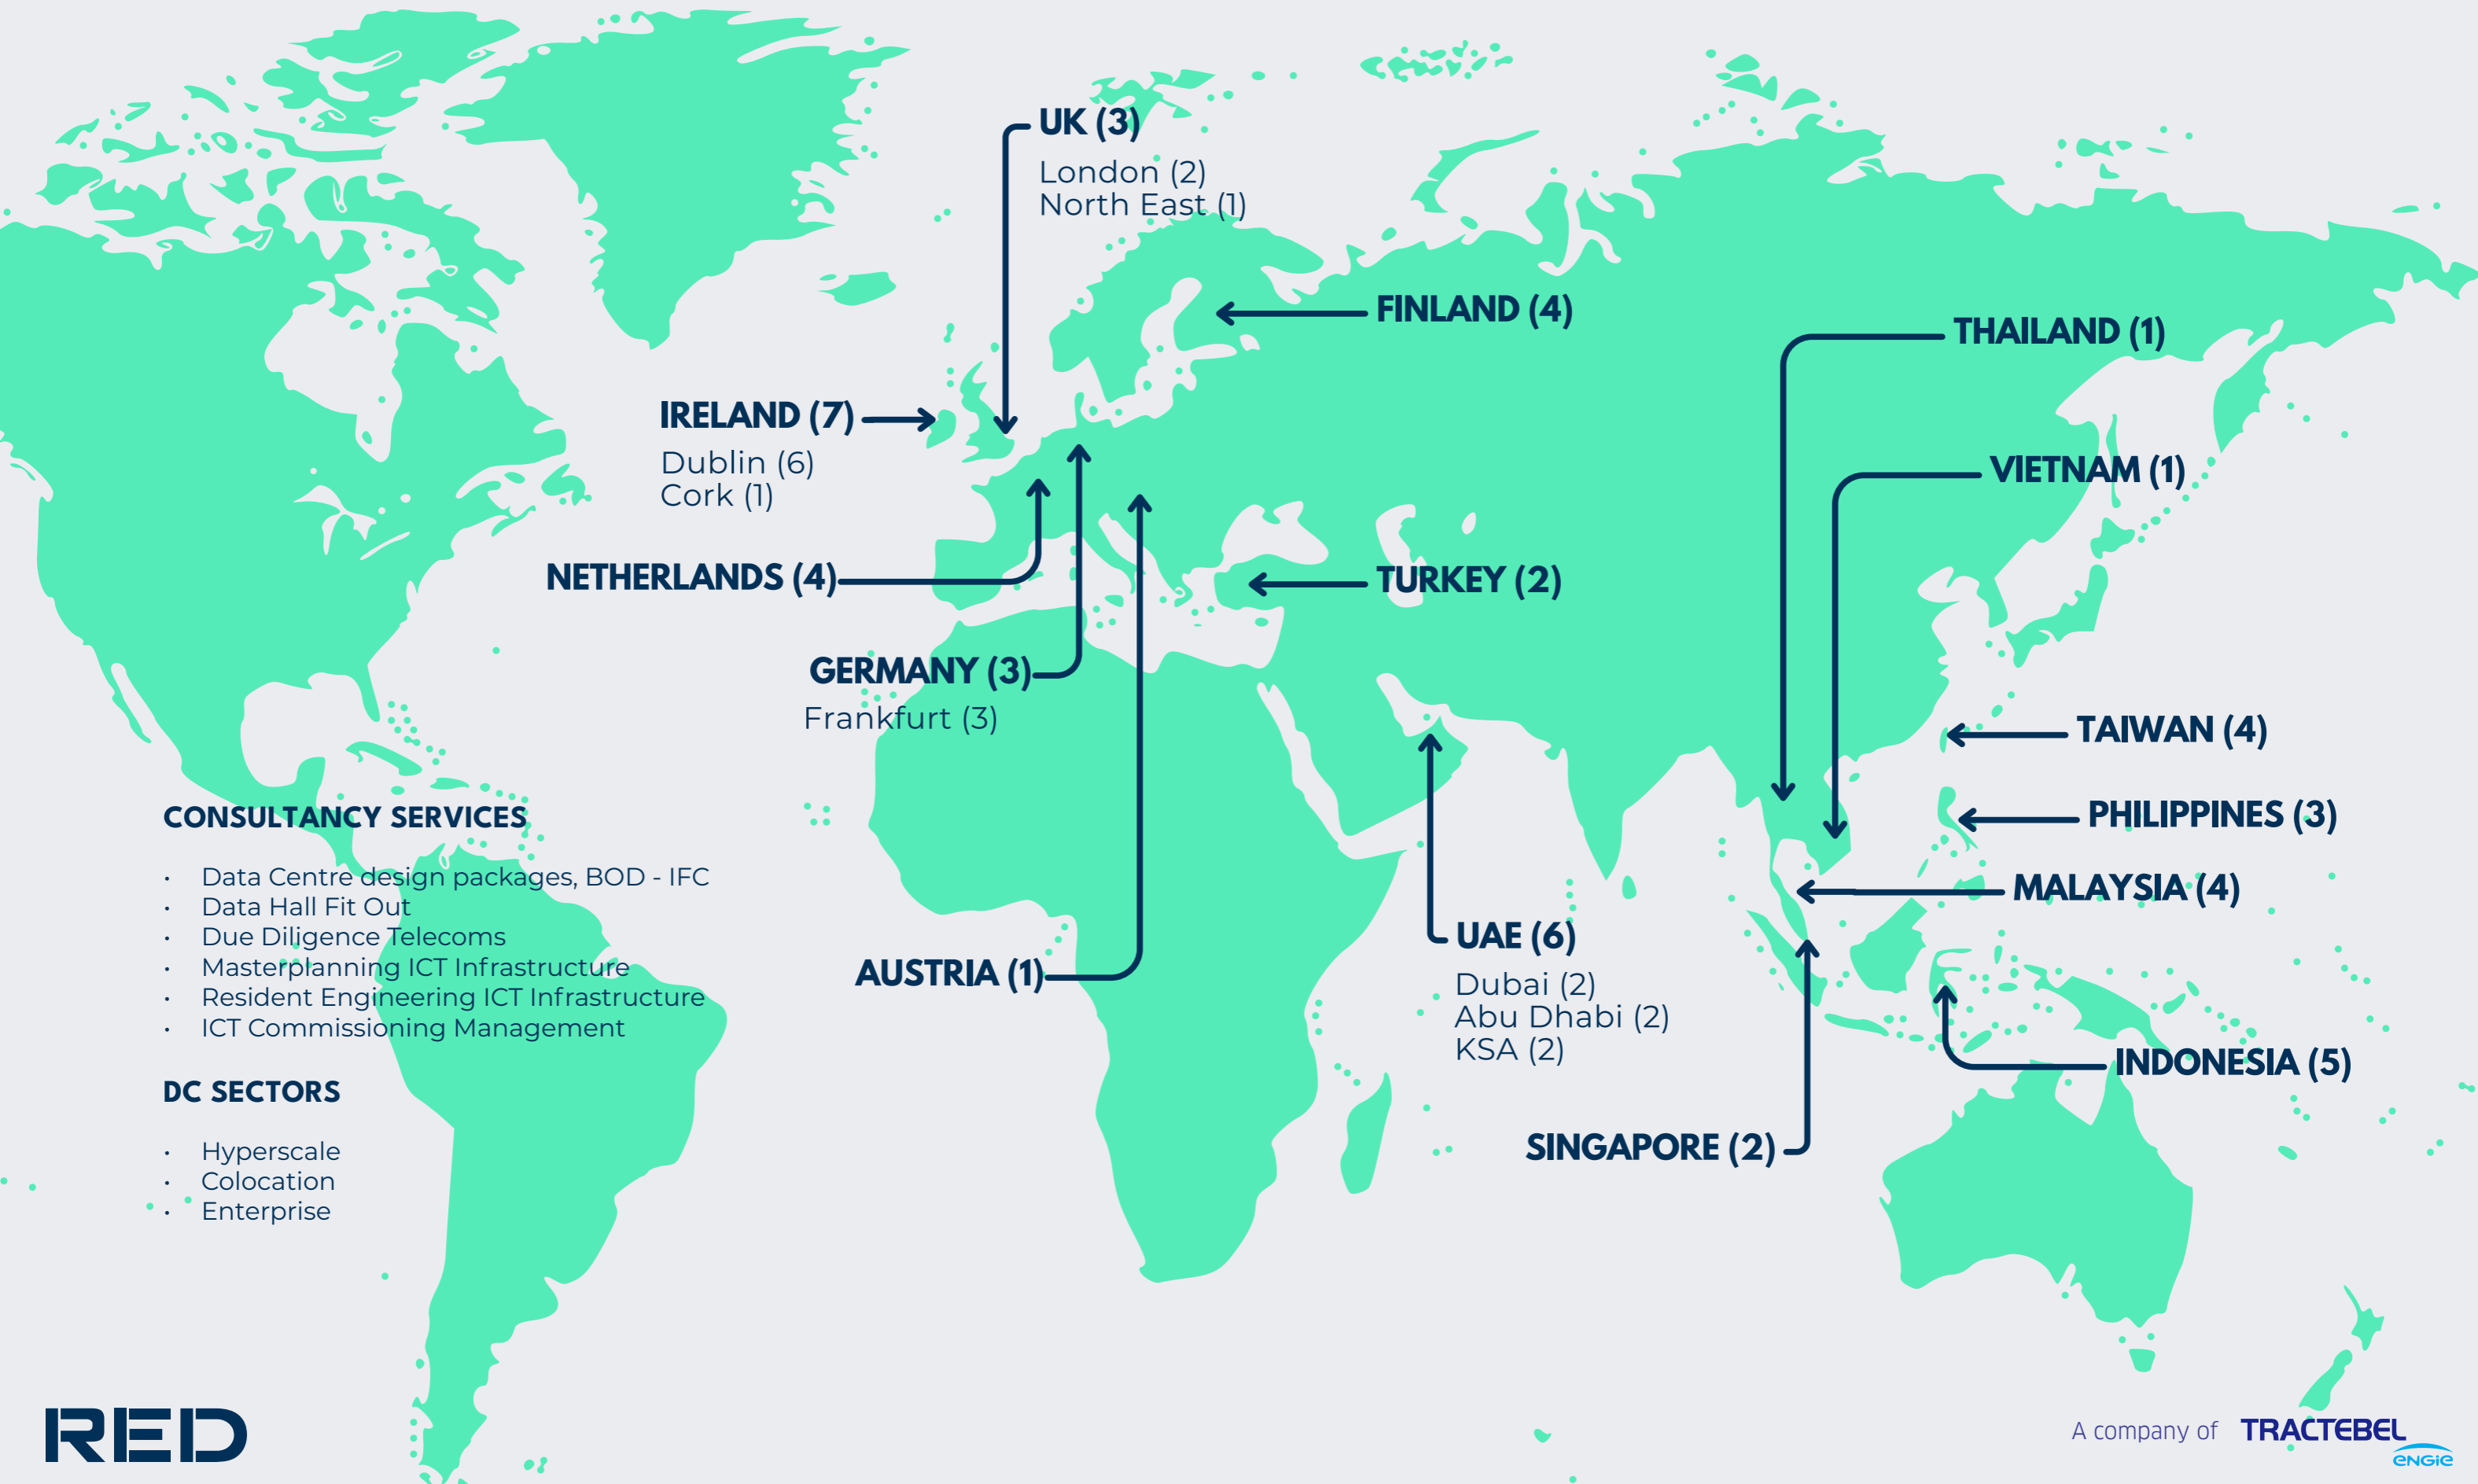 UK (3)
London (2)
North East (1)
FINLAND (4)
THAILAND (1)
IRELAND (7)
Dublin (6)
Cork (1)
VIETNAM (1)
NETHERLANDS (4)
TURKEY (2)
GERMANY (3)
Frankfurt (3)
TAIWAN (4)
PHILIPPINES (3)
MALAYSIA (4)
CONSULTANCY SERVICES
• Data Centre design packages, BOD - IFC
• Data Hall Fit Out
• Due Diligence Telecoms
• Masterplanning ICT Infrastructure
• Resident Engineering ICT Infrastructure
• ICT Commissioning Management
AUSTRIA (1)
UAE (6)
Dubai (2)
Abu Dhabi (2)
KSA (2)
INDONESIA (5)
SINGAPORE (2)
DC SECTORS
• Hyperscale
• Colocation
• Enterprise
RED
A company of TRACTEBEL
ENGIE